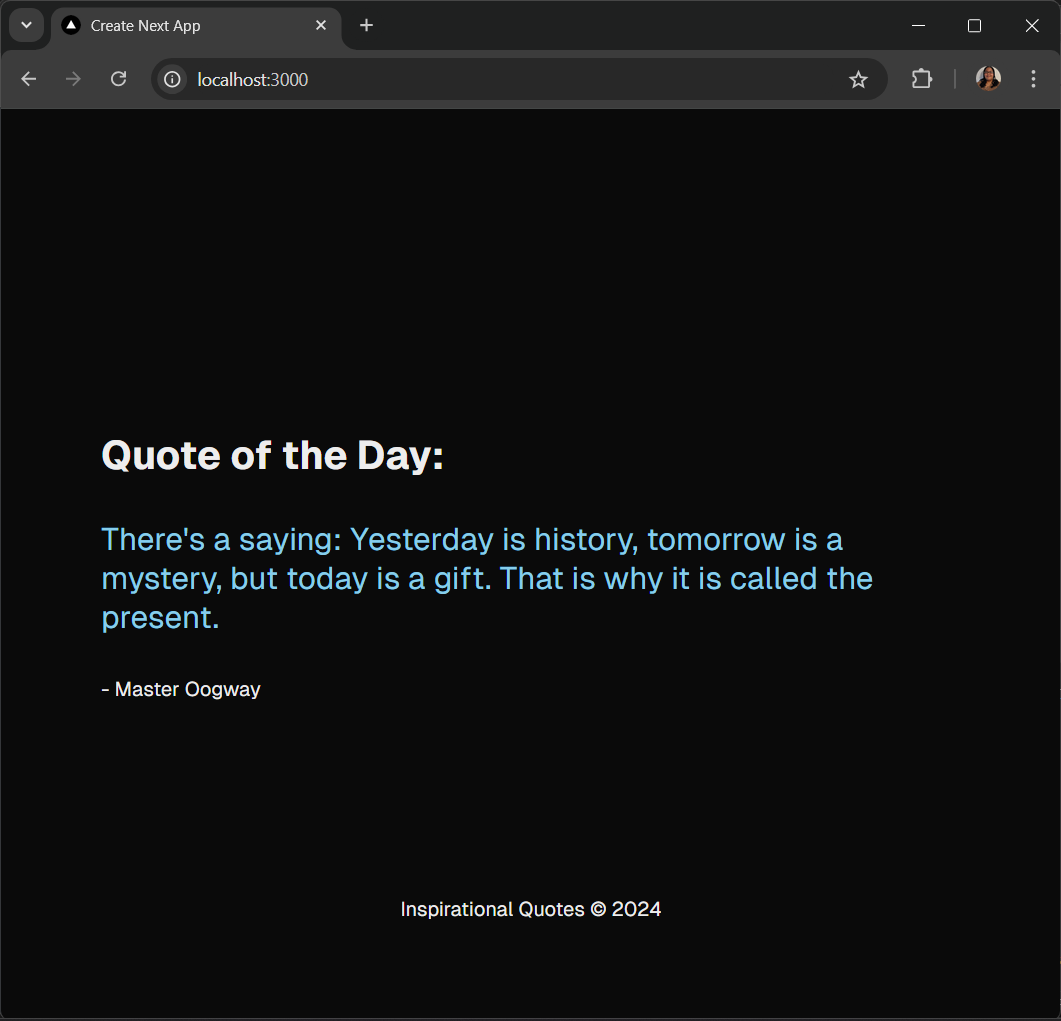 Create Next App
localhost:3000
Quote of the Day:
There's a saying: Yesterday is history, tomorrow is a
mystery, but today is a gift. That is why it is called the
present.
- Master Oogway
Inspirational Quotes © 2024